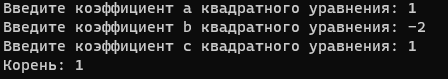 Введите коэффициент a квадратного уравнения: 1
Введите коэффициент b квадратного уравнения: -2
Введите коэффициент c квадратного уравнения: 1
Корень: 1